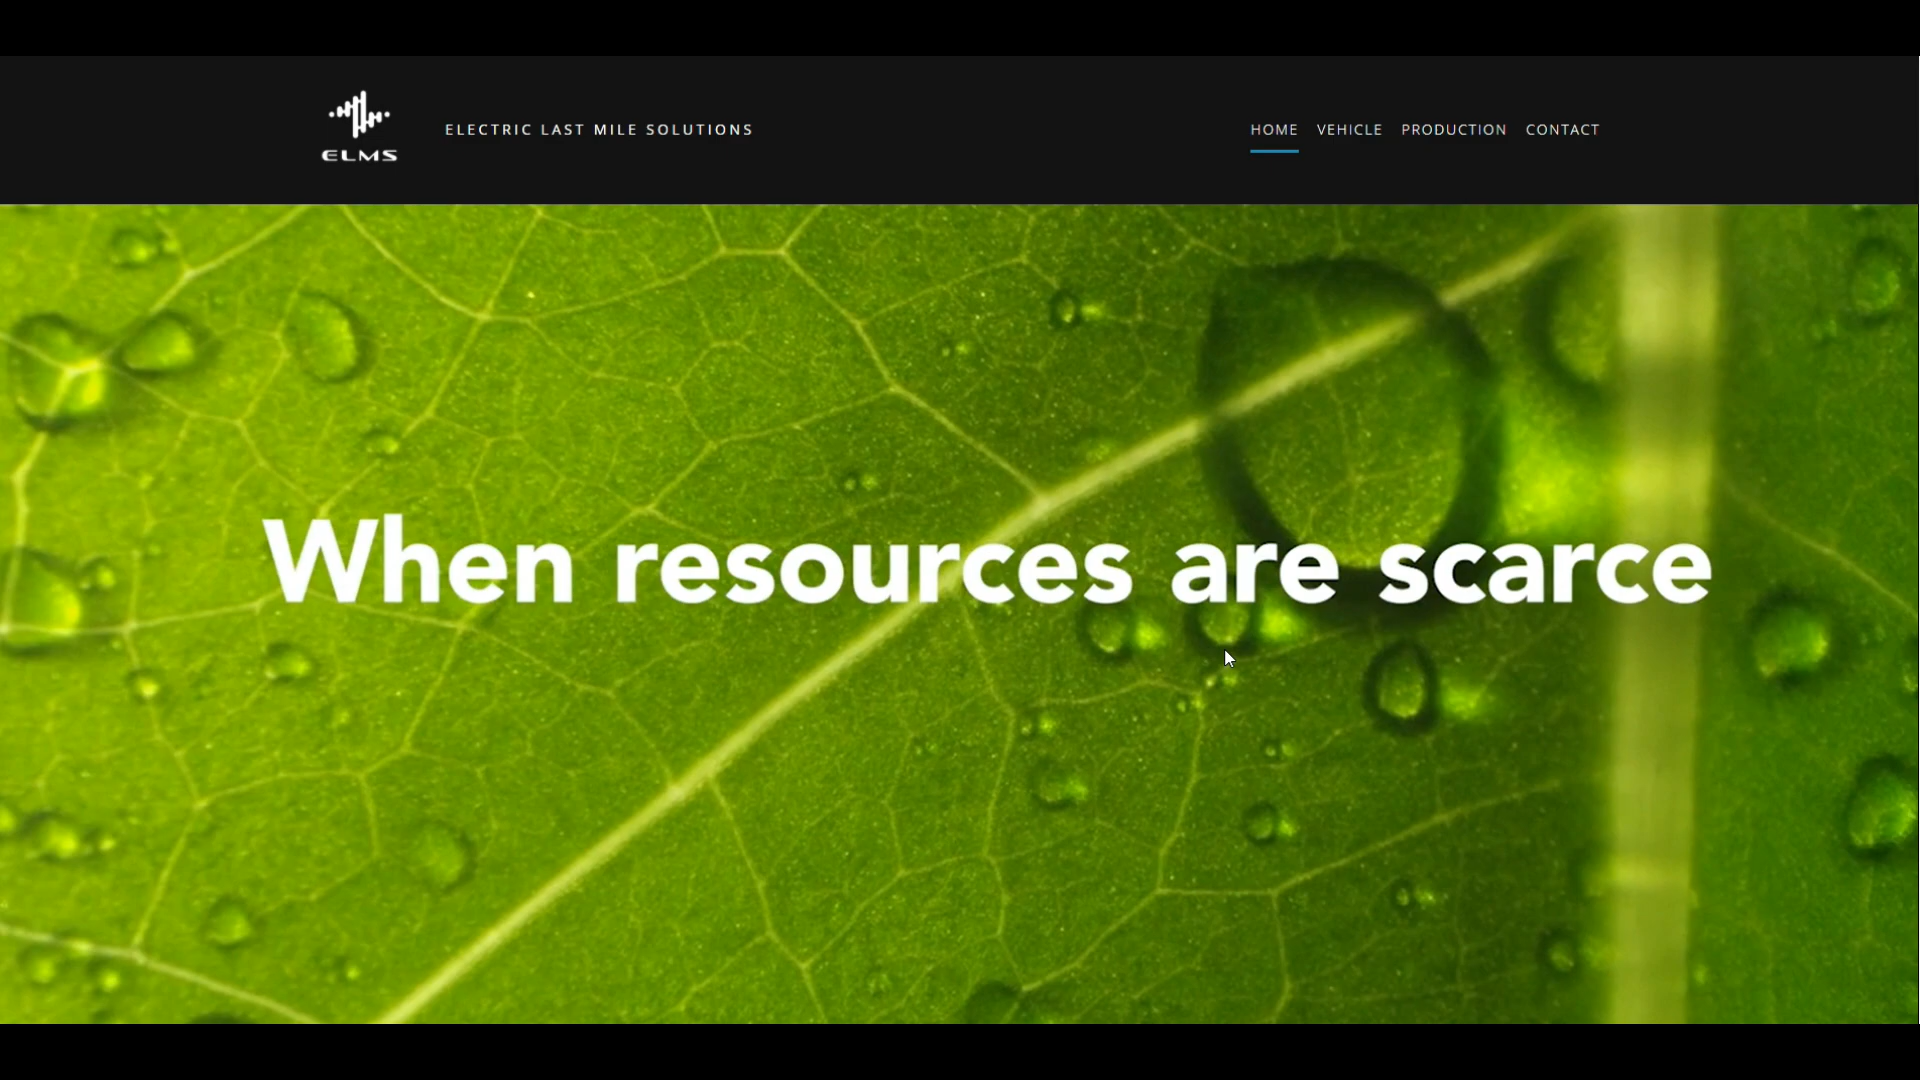 ELMS
ELECTRIC LAST MILE SOLUTIONS
HOME VEHICLE PRODUCTION CONTACT
When resources are scarce